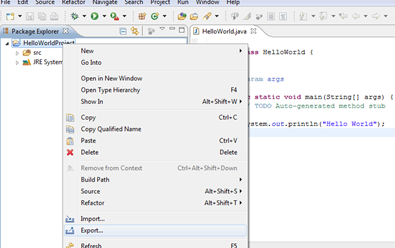 File Edit Source Refactor Navigate Search Project Run Window Help
Package Explorer
HelloWorld.java
HelloWorldProject
src
JRE System
New
Go Into
Open in New Window
Open Type Hierarchy F4
Show In Alt+Shift+W
Copy Ctrl+C
Copy Qualified Name
Paste Ctrl+V
Delete Delete
Remove from Context Ctrl+Alt+Shift+Down
Build Path
Source Alt+Shift+S
Refactor Alt+Shift+T
Import...
Export...
Refresh F5
ss HelloWorld {
ram args
static void main(String[] args) {
TODO Auto-generated method stub
stem.out.println("Hello World");